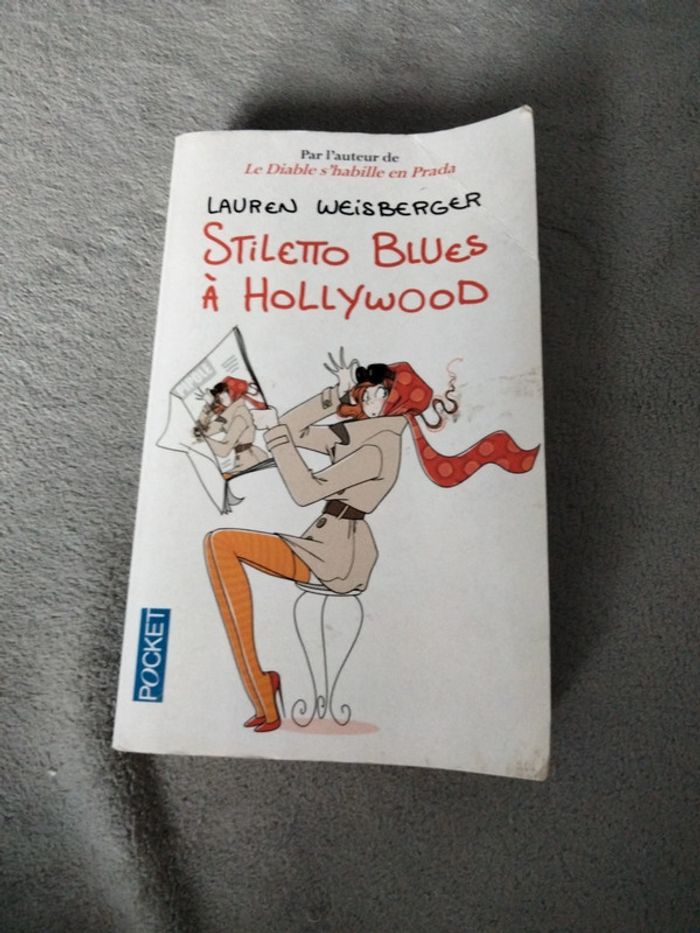 Par l'auteur de
Le Diable s'habille en Prada
LAUREN WEISBERGER
STILETTO BLUES
À HOLLYWOOD
POCKET